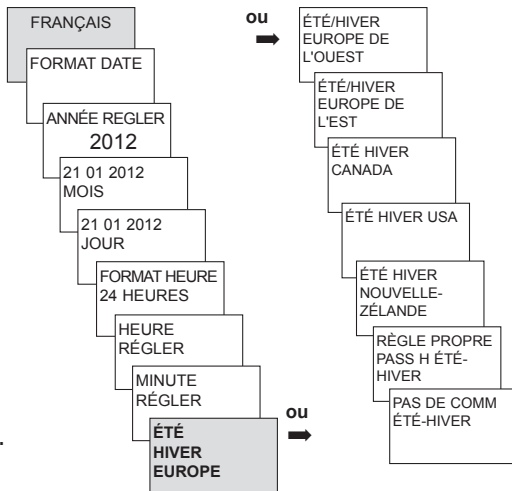 FRANÇAIS
FORMAT DATE
ANNÉE REGLER
2012
21 01 2012
MOIS
21 01 2012
JOUR
FORMAT HEURE
24 HEURES
HEURE
RÉGLER
MINUTE
RÉGLER
ÉTÉ
HIVER
EUROPE
.
ou
ou
ÉTÉ/HIVER
EUROPE DE
L'OUEST
ÉTÉ/HIVER
EUROPE DE
L'EST
ÉTÉ HIVER
CANADA
ÉTÉ HIVER USA
ÉTÉ HIVER
NOUVELLE-
ZÉLANDE
RÈGLE PROPRE
PASS H ÉTÉ-
HIVER
PAS DE COMM
ÉTÉ-HIVER